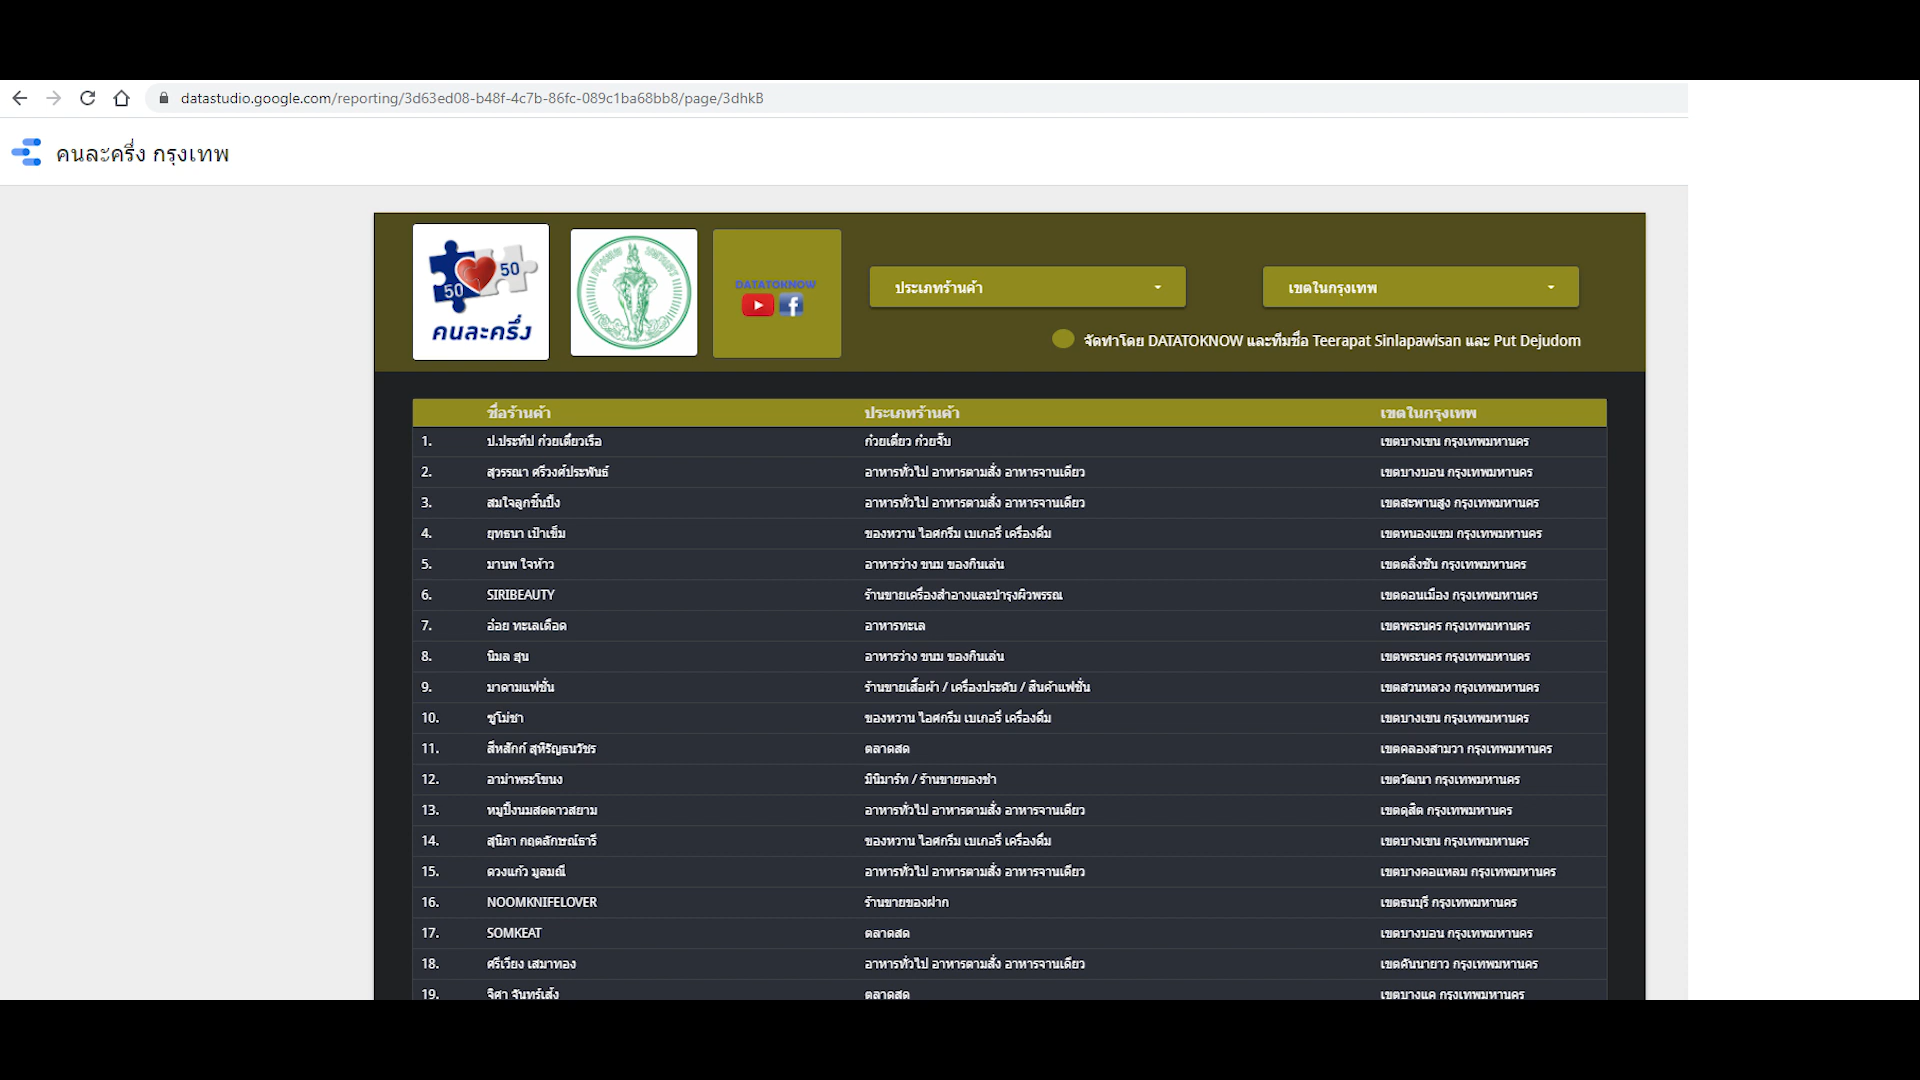 datastudio.google.com/reporting/3d63ed08-b48f-4c7b-86fc-089c1ba68bb8/page/3dhkB
คนละครึ่ง กรุงเทพ
50 50
คนละครึ่ง
DATATOKNOW
ประเภทร้านค้า เขตในกรุงเทพ
จัดทำโดย DATATOKNOW และทีมชื่อ Teerapat Sinlapawisan และ Put Dejudom
ชื่อร้านค้า ประเภทร้านค้า เขตในกรุงเทพ
1. ป.ประทีป ก๋วยเตี๋ยวเรือ ก๋วยเตี๋ยว ก๋วยจั๊บ เขตบางเขน กรุงเทพมหานคร
2. สุวรรณา ศรีวงศ์ประพันธ์ อาหารทั่วไป อาหารตามสั่ง อาหารจานเดียว เขตบางบอน กรุงเทพมหานคร
3. สมใจลูกชิ้นปิ้ง อาหารทั่วไป อาหารตามสั่ง อาหารจานเดียว เขตสะพานสูง กรุงเทพมหานคร
4. ยุทธนา เป้าเข็ม ของหวาน ไอศกรีม เบเกอรี่ เครื่องดื่ม เขตหนองแขม กรุงเทพมหานคร
5. มานพ ใจห้าว อาหารว่าง ขนม ของกินเล่น เขตตลิ่งชัน กรุงเทพมหานคร
6. SIRIBEAUTY ร้านขายเครื่องสำอางและบำรุงผิวพรรณ เขตดอนเมือง กรุงเทพมหานคร
7. อ๋อย ทะเลเดือด อาหารทะเล เขตพระนคร กรุงเทพมหานคร
8. นิมล ฮุน อาหารว่าง ขนม ของกินเล่น เขตพระนคร กรุงเทพมหานคร
9. มาดามแฟชั่น ร้านขายเสื้อผ้า / เครื่องประดับ / สินค้าแฟชั่น เขตสวนหลวง กรุงเทพมหานคร
10. ซูโม่ชา ของหวาน ไอศกรีม เบเกอรี่ เครื่องดื่ม เขตบางเขน กรุงเทพมหานคร
11. สีหสักก์ สุหิรัญธนวัชร ตลาดสด เขตคลองสามวา กรุงเทพมหานคร
12. อาม่าพระโขนง มินิมาร์ท / ร้านขายของชำ เขตวัฒนา กรุงเทพมหานคร
13. หมูปิ้งนมสดดาวสยาม อาหารทั่วไป อาหารตามสั่ง อาหารจานเดียว เขตดุสิต กรุงเทพมหานคร
14. สุนิภา กฤตลักษณ์ธารี ของหวาน ไอศกรีม เบเกอรี่ เครื่องดื่ม เขตบางเขน กรุงเทพมหานคร
15. ดวงแก้ว มูลมณี อาหารทั่วไป อาหารตามสั่ง อาหารจานเดียว เขตบางคอแหลม กรุงเทพมหานคร
16. NOOMKNIFELOVER ร้านขายของฝาก เขตธนบุรี กรุงเทพมหานคร
17. SOMKEAT ตลาดสด เขตบางบอน กรุงเทพมหานคร
18. ศรีเวียง เสมาทอง อาหารทั่วไป อาหารตามสั่ง อาหารจานเดียว เขตคันนายาว กรุงเทพมหานคร
19. จิศา จันทร์เส้ง ตลาดสด เขตบางแค กรุงเทพมหานคร